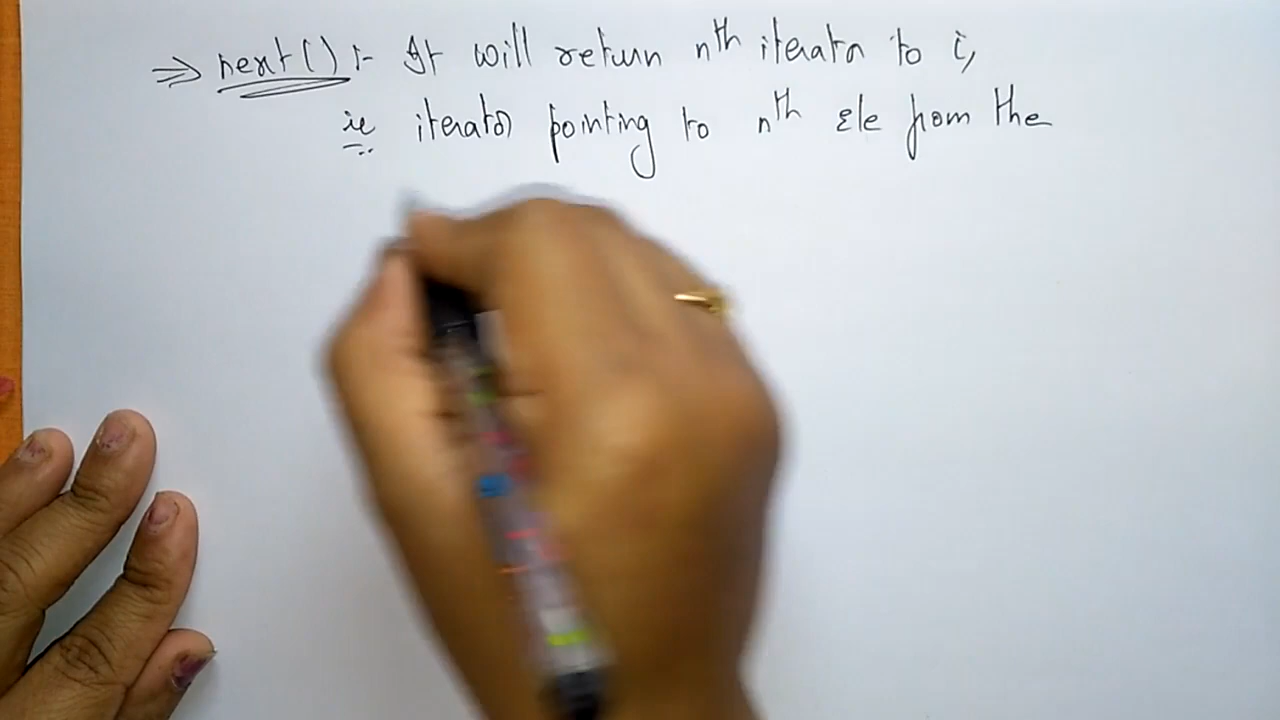 => next() :- It will return nth iterator to i,
ie iterator pointing to nth ele from the